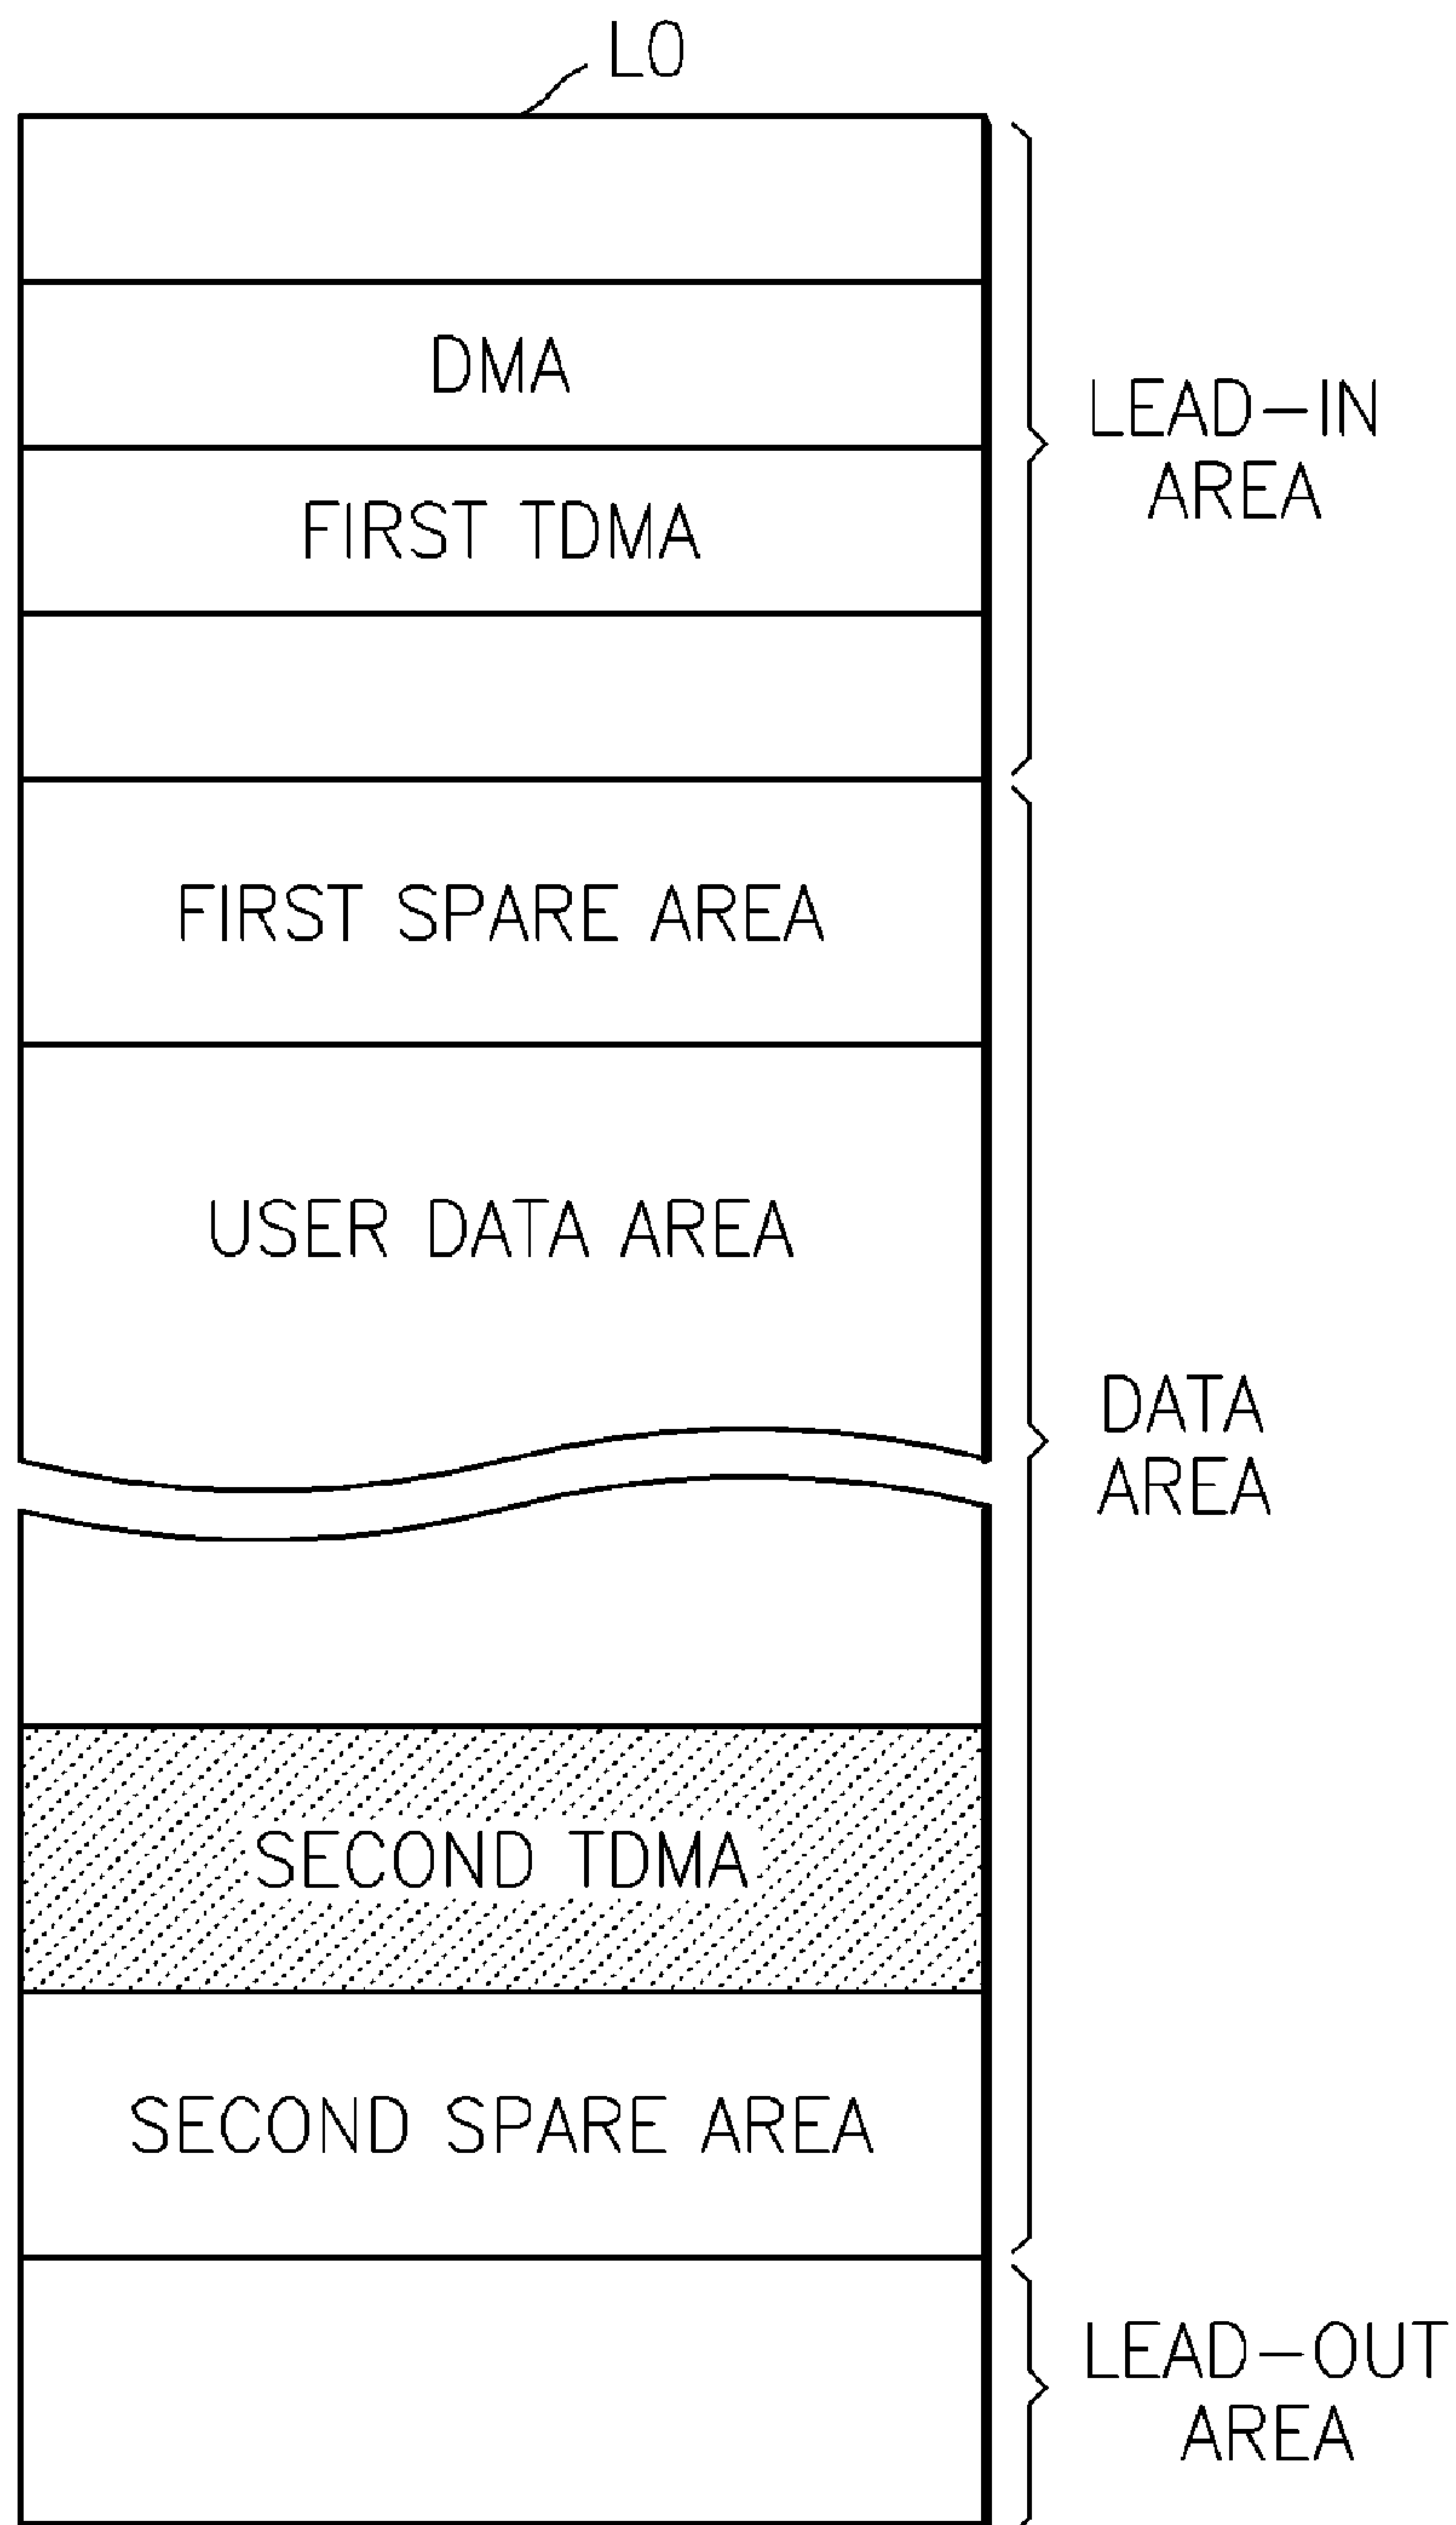 L0
DMA
LEAD-IN
AREA
FIRST TDMA
FIRST SPARE AREA
USER DATA AREA
DATA
AREA
SECOND TDMA
SECOND SPARE AREA
LEAD-OUT
AREA